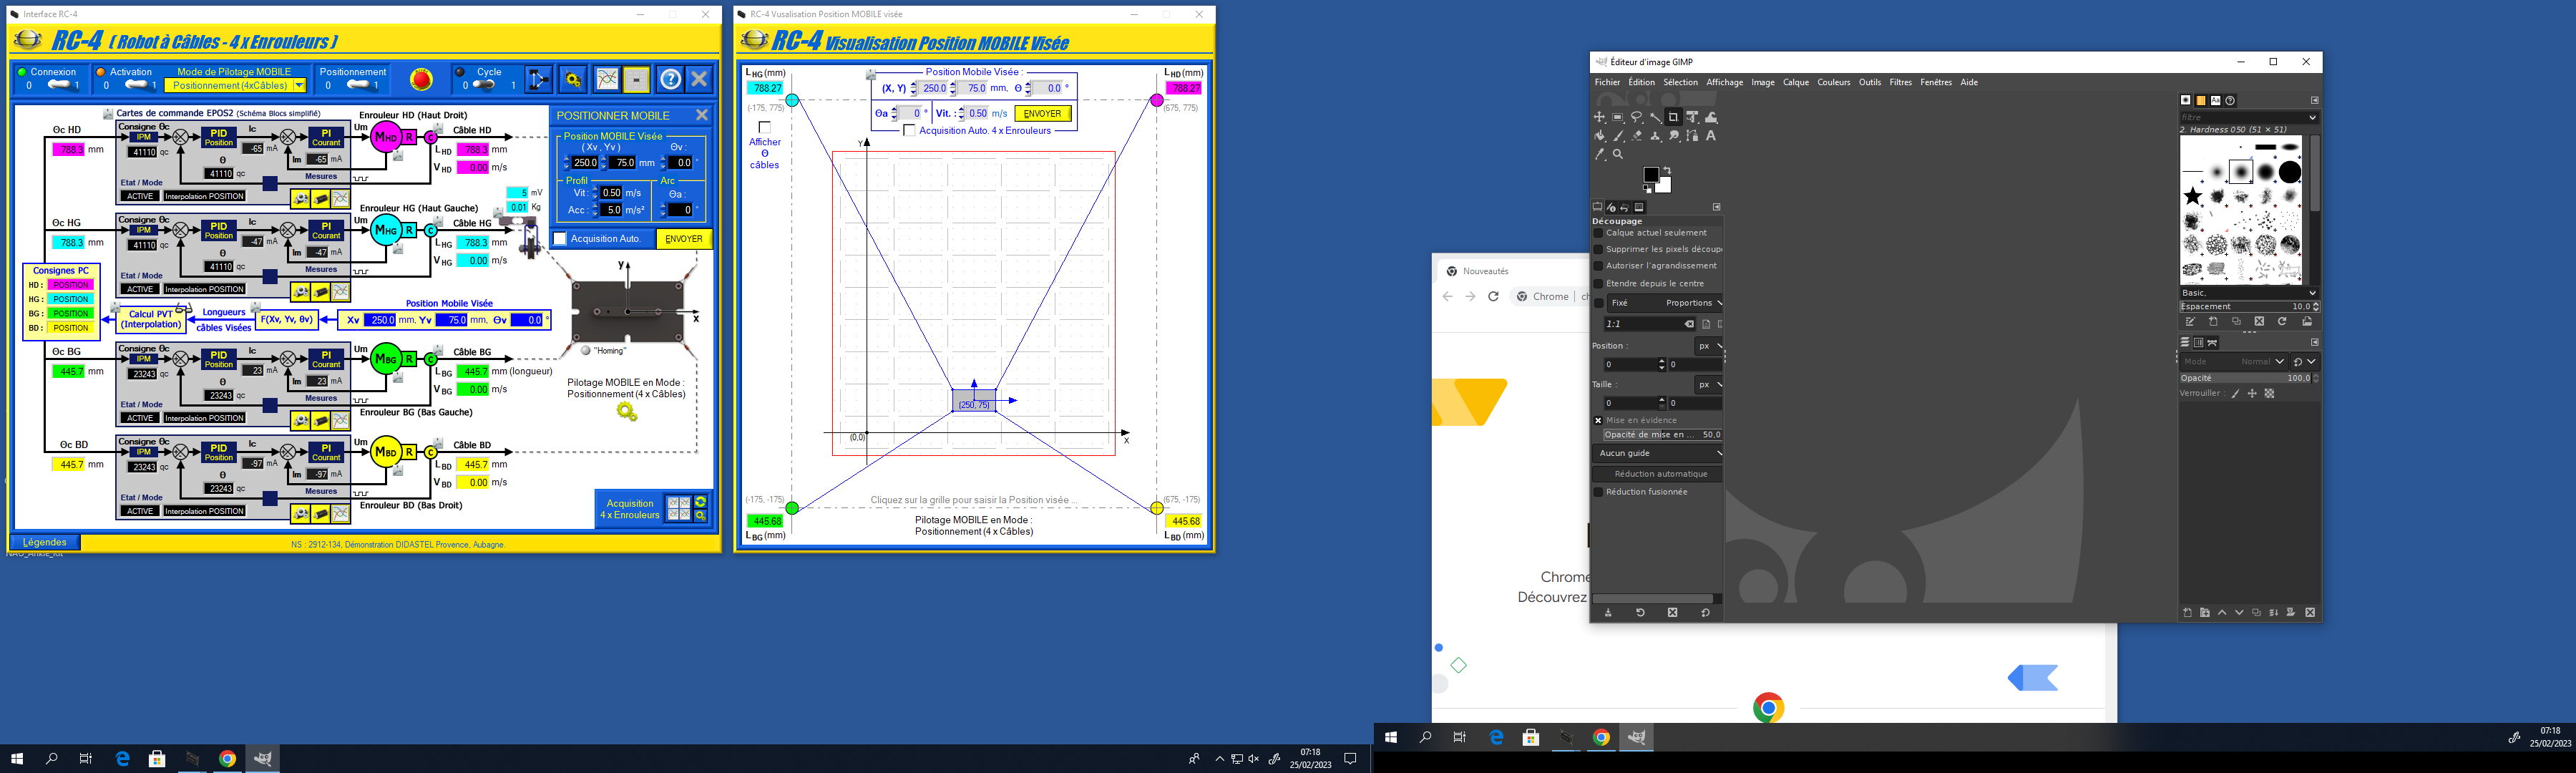 Interface RC-4
RC-4 ( Robot à Câbles - 4 x Enrouleurs )
Connexion
0 1
Activation
0 1
Mode de Pilotage MOBILE
Positionnement (4xCâbles)
Positionnement
0 1
Cycle
0 1
Cartes de commande EPOS2 (Schéma Blocs simplifié)
Enrouleur HD (Haut Droit)
Θc HD
788.3 mm
Consigne Θc
IPM
41110 qc
PID
Position
Ic
-65 mA
PI
Courant
Im -65 mA
Θ
41110 qc
Mesures
Um
MHD R C
Câble HD
L HD 788.3 mm
V HD 0.00 m/s
Etat / Mode
ACTIVE Interpolation POSITION
5 mV
0.01 Kg
Enrouleur HG (Haut Gauche)
Θc HG
788.3 mm
Consigne Θc
IPM
41110 qc
PID
Position
Ic
-47 mA
PI
Courant
Im -47 mA
Θ
41110 qc
Mesures
Um
MHG R C
Câble HG
L HG 788.3 mm
V HG 0.00 m/s
Etat / Mode
ACTIVE Interpolation POSITION
Consignes PC
HD : POSITION
HG : POSITION
BG : POSITION
BD : POSITION
Calcul PVT
(Interpolation)
Longueurs
câbles Visées
F(Xv, Yv, θv)
Position Mobile Visée
Xv 250.0 mm, Yv 75.0 mm, Θv 0.0 °
Θc BG
445.7 mm
Consigne Θc
IPM
23243 qc
PID
Position
Ic
23 mA
PI
Courant
Im 23 mA
Θ
23243 qc
Mesures
Um
MBG R C
Câble BG
L BG 445.7 mm (longueur)
V BG 0.00 m/s
Etat / Mode
ACTIVE Interpolation POSITION
Enrouleur BG (Bas Gauche)
Θc BD
445.7 mm
Consigne Θc
IPM
23243 qc
PID
Position
Ic
-97 mA
PI
Courant
Im -97 mA
Θ
23243 qc
Mesures
Um
MBD R C
Câble BD
L BD 445.7 mm
V BD 0.00 m/s
Etat / Mode
ACTIVE Interpolation POSITION
Enrouleur BD (Bas Droit)
POSITIONNER MOBILE
Position MOBILE Visée
( Xv , Yv ) Θv :
250.0 75.0 mm 0.0 °
Profil Arc
Vit : 0.50 m/s Θa :
Acc : 5.0 m/s² 0 °
Acquisition Auto. ENVOYER
y
x
"Homing"
Pilotage MOBILE en Mode :
Positionnement (4 x Câbles)
Acquisition
4 x Enrouleurs
Légendes
NS : 2912-134, Démonstration DIDASTEL Provence, Aubagne.
RC-4 Vusalisation Position MOBILE visée
RC-4 Visualisation Position MOBILE Visée
LHG (mm)
788.27
(-175, 775)
Position Mobile Visée :
(X, Y) 250.0 75.0 mm, Θ 0.0 °
Θa 0 ° Vit. : 0.50 m/s ENVOYER
Acquisition Auto. 4 x Enrouleurs
LHD (mm)
788.27
(675, 775)
Afficher
Θ
câbles
Y
(250, 75)
(0,0)
X
(-175, -175)
445.68
LBG (mm)
Cliquez sur la grille pour saisir la Position visée ...
Pilotage MOBILE en Mode :
Positionnement (4 x Câbles)
(675, -175)
445.68
LBD (mm)
Nouveautés
Chrome
Chrome
Découvrez
Éditeur d'image GIMP
Fichier Édition Sélection Affichage Image Calque Couleurs Outils Filtres Fenêtres Aide
Découpage
Calque actuel seulement
Supprimer les pixels découp
Autoriser l'agrandissement
Étendre depuis le centre
Fixé Proportions
1:1
Position : px
0 0
Taille : px
0 0
Mise en évidence
Opacité de mise en ... 50,0
Aucun guide
Réduction automatique
Réduction fusionnée
filtre
2. Hardness 050 (51 × 51)
Basic,
Espacement 10,0
Mode Normal
Opacité 100,0
Verrouiller :
07:18
25/02/2023
07:18
25/02/2023